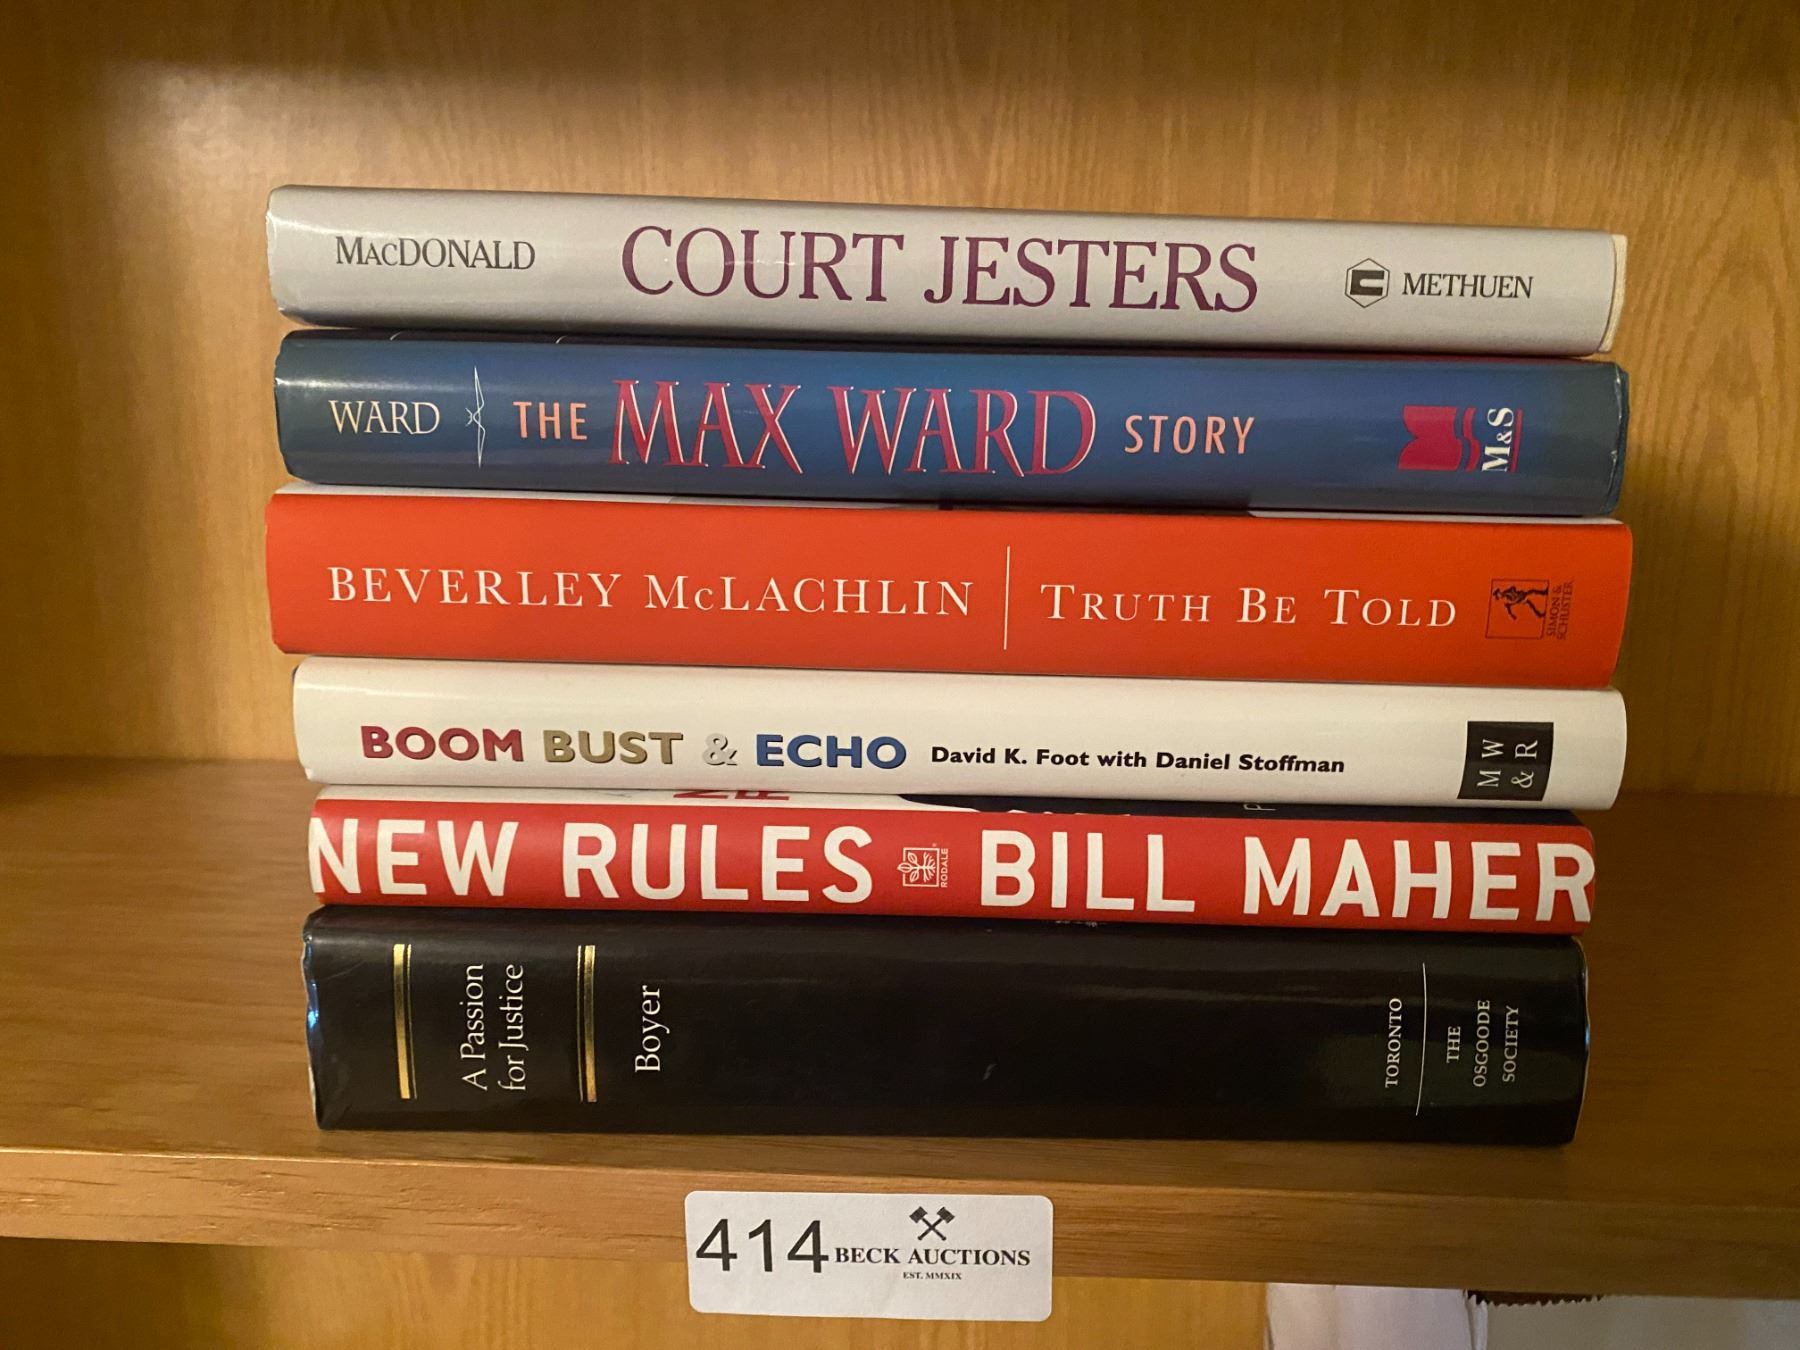 MACDONALD COURT JESTERS METHUEN
WARD THE MAX WARD STORY M&S
BEVERLEY MCLACHLIN TRUTH BE TOLD SIMON &
SCHUSTER
BOOM BUST & ECHO David K. Foot with Daniel Stoffman M W
& R
NEW RULES RODALE BILL MAHER
A Passion
for Justice
Boyer
TORONTO
THE
OSGOODE
SOCIETY
414 BECK AUCTIONS
EST. MMXIX